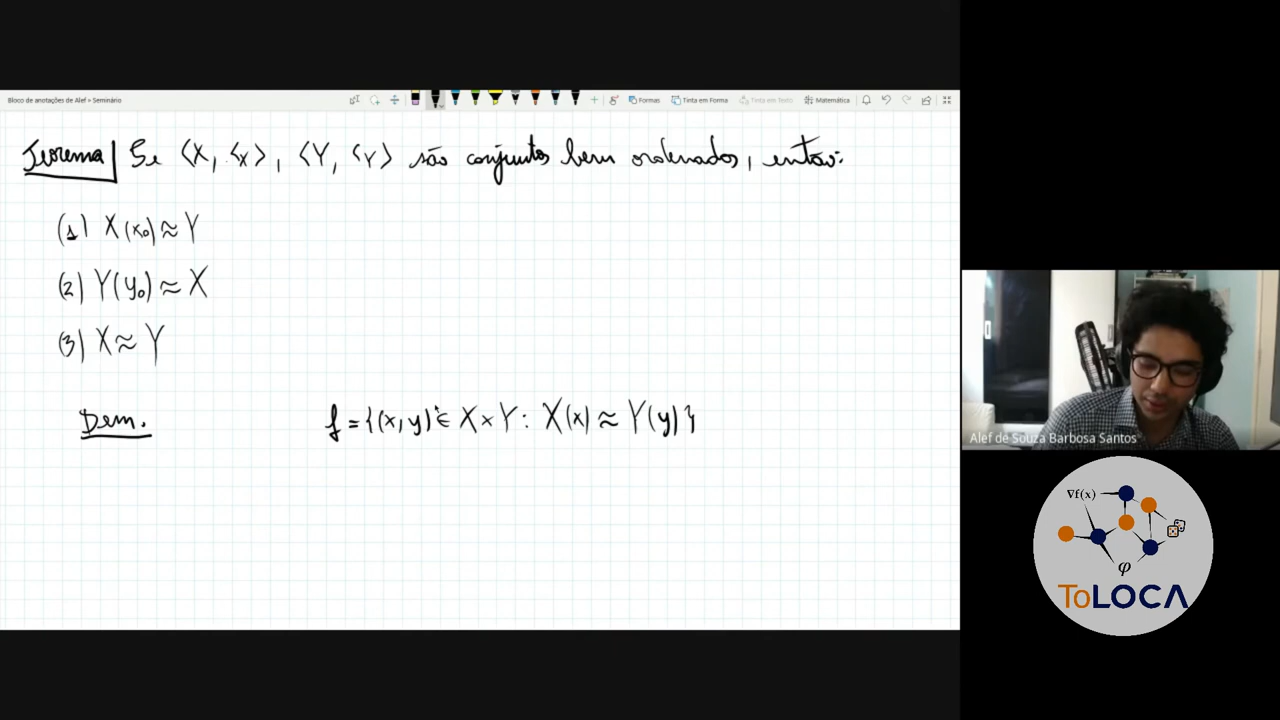 Bloco de anotações de Alef » Seminário
Formas
Tinta em Forma
Tinta em Texto
Matemática
Teorema | Se ⟨X, <ₓ⟩, ⟨Y, <ᵧ⟩ são conjuntos bem ordenados, então:
(1) X(x₀) ≈ Y
(2) Y(y₀) ≈ X
(3) X ≈ Y
Dem. f = {(x, y) ∈ X × Y : X(x) ≈ Y(y)}
Alef de Souza Barbosa Santos
∇f(x)
φ
ToLOCA